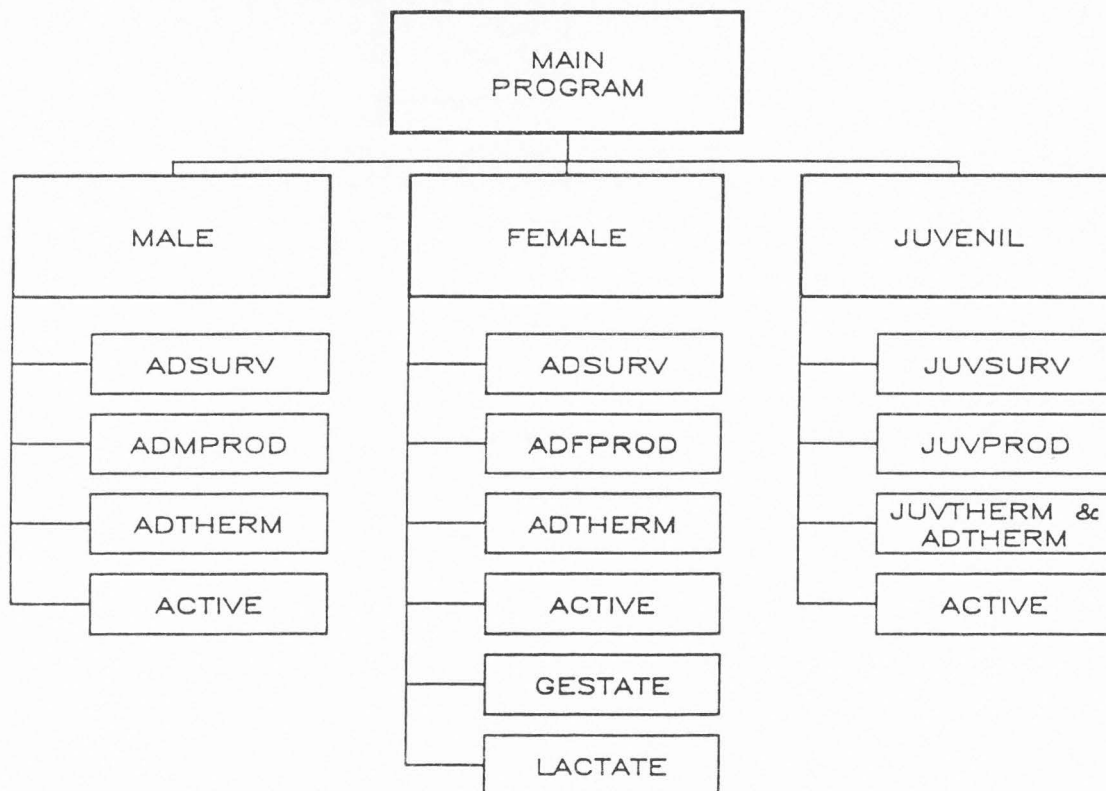 MAIN
PROGRAM
MALE
ADSURV
ADMPROD
ADTHERM
ACTIVE
FEMALE
ADSURV
ADFPROD
ADTHERM
ACTIVE
GESTATE
LACTATE
JUVENIL
JUVSURV
JUVPROD
JUVTHERM &
ADTHERM
ACTIVE